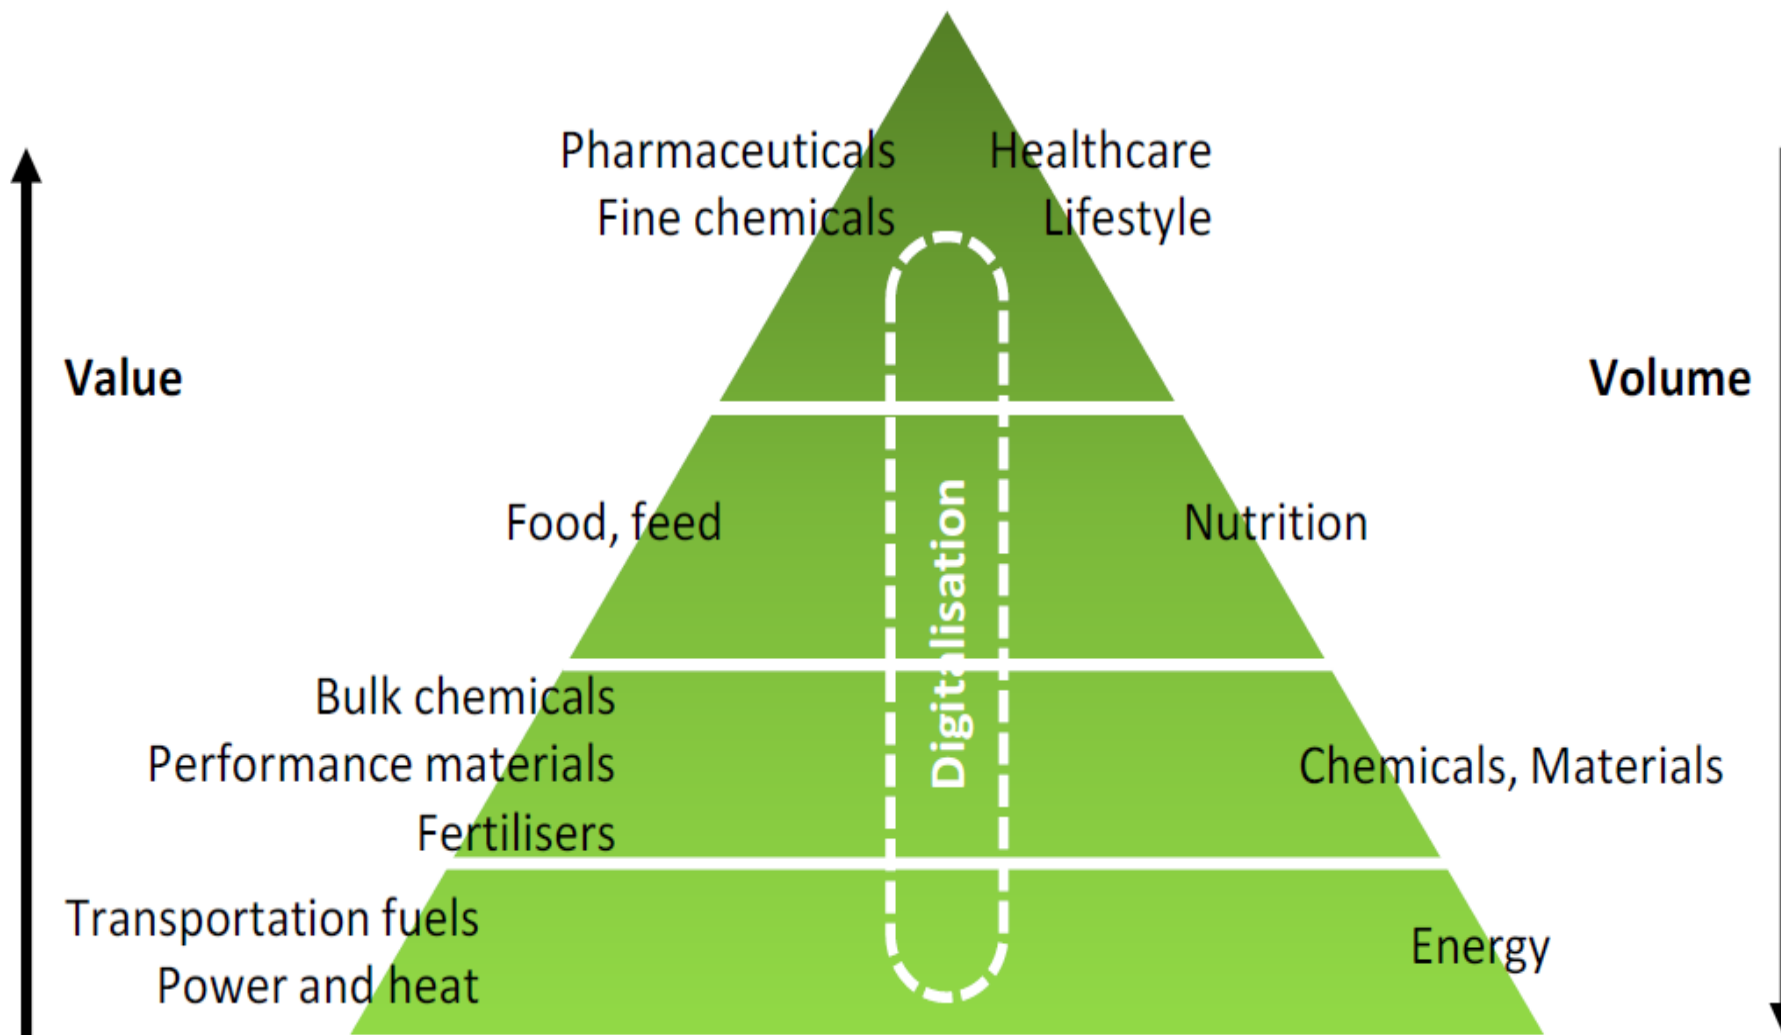 Pharmaceuticals
Healthcare
Fine chemicals
Lifestyle
Value
Volume
Food, feed
Nutrition
Digitalisation
Bulk chemicals
Performance materials
Chemicals, Materials
Fertilisers
Transportation fuels
Energy
Power and heat